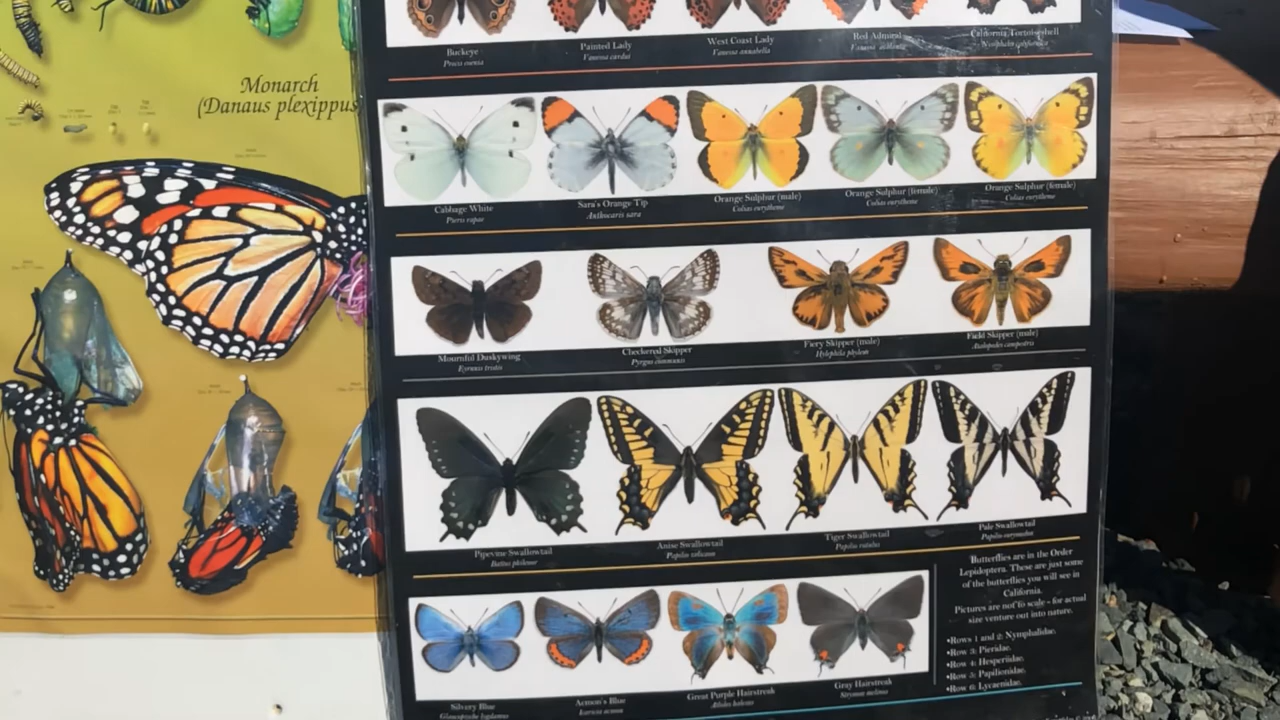 Monarch
(Danaus plexippus
Buckeye
Painted Lady
Vanessa cardui
West Coast Lady
Vanessa annabella
Red Admiral
California Tortoiseshell
Cabbage White
Pieris rapae
Sara's Orange Tip
Anthocaris sara
Orange Sulphur (male)
Colias eurytheme
Orange Sulphur (female)
Colias eurytheme
Orange Sulphur (female)
Colias eurytheme
Mournful Duskywing
Eynnis tristis
Checkered Skipper
Pyrgus communis
Fiery Skipper (male)
Hylephila phyleus
Field Skipper (male)
Atalopedes campestris
Pipevine Swallowtail
Battus philenor
Anise Swallowtail
Papilio zelicaon
Tiger Swallowtail
Papilio rutulus
Pale Swallowtail
Papilio eurymedon
Butterflies are in the Order
Lepidoptera. These are just some
of the butterflies you will see in
California.
Pictures are not to scale - for actual
size venture out into nature.
•Rows 1 and 2: Nymphalidae.
•Row 3: Pieridae.
•Row 4: Hesperiidae.
•Row 5: Papilionidae.
•Row 6: Lycaenidae.
Silvery Blue
Acmon's Blue
Icaricia acmon
Great Purple Hairstreak
Atlides halesus
Gray Hairstreak
Strymon melinus